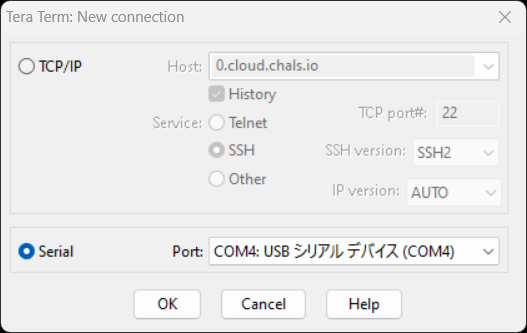 Tera Term: New connection
TCP/IP Host: 0.cloud.chals.io
History
Service: Telnet TCP port#: 22
SSH SSH version: SSH2
Other IP version: AUTO
Serial Port: COM4: USB シリアル デバイス (COM4)
OK Cancel Help